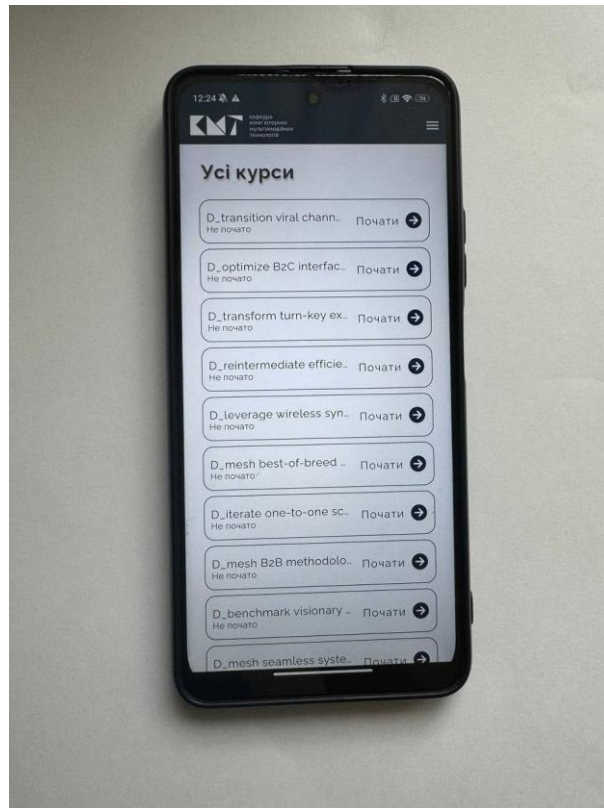 12:24
КМТ
кафедра
комп'ютерних
мультимедійних
технологій
Усі курси
D_transition viral chann…
Не почато
Почати
D_optimize B2C interfac…
Не почато
Почати
D_transform turn-key ex…
Не почато
Почати
D_reintermediate efficie…
Не почато
Почати
D_leverage wireless syn…
Не почато
Почати
D_mesh best-of-breed …
Не почато
Почати
D_iterate one-to-one sc…
Не почато
Почати
D_mesh B2B methodolo…
Не почато
Почати
D_benchmark visionary …
Не почато
Почати
D_mesh seamless syste…
Почати